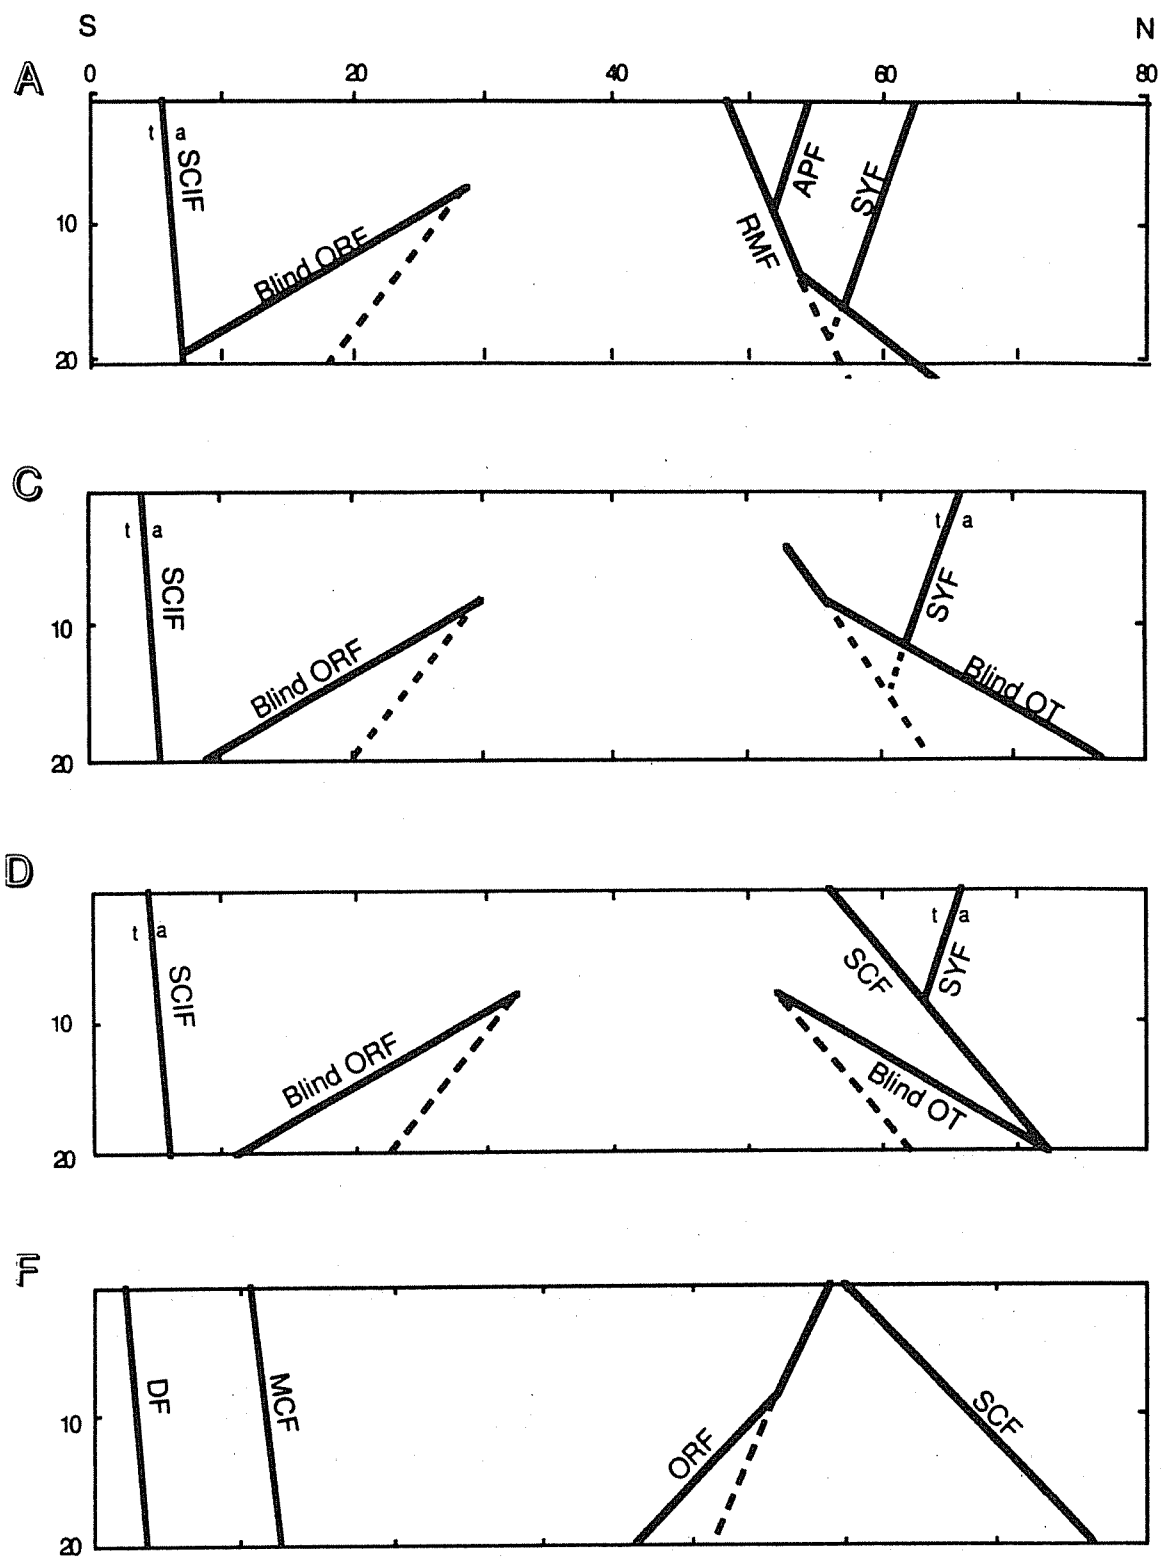 S N
A 0 20 40 60 80
t a
SCIF
Blind ORF
RMF
APF
SYF
10
20
C
t a
SCIF
Blind ORF
t a
SYF
Blind OT
10
20
D
t a
SCIF
Blind ORF
SCF
t a
SYF
Blind OT
10
20
F
DF
MCF
ORF
SCF
10
20